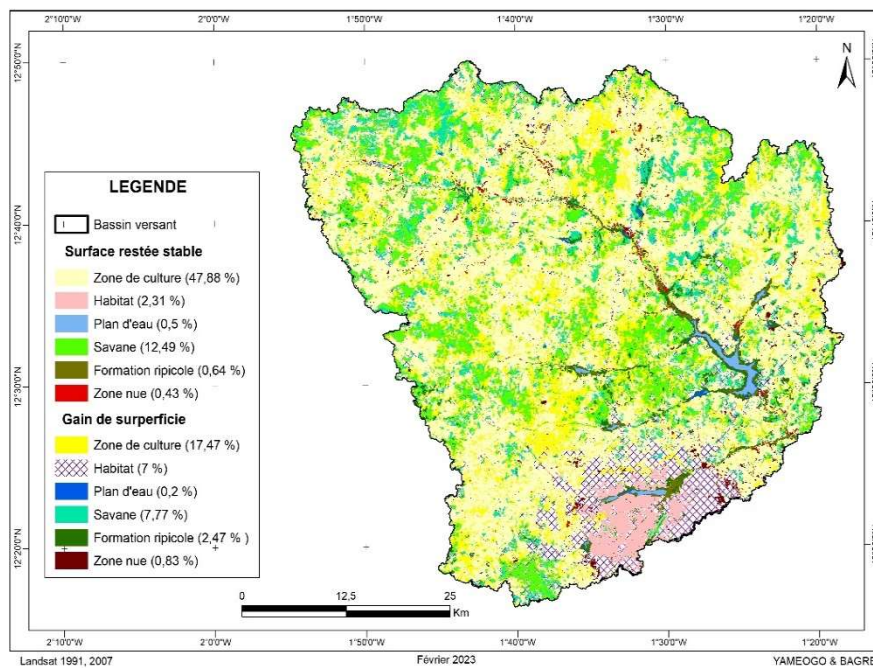 2°10'0"W 2°0'0"W 1°50'0"W 1°40'0"W 1°30'0"W 1°20'0"W
12°50'0"N
N
12°40'0"N
12°30'0"N
12°20'0"N
LEGENDE
Bassin versant
Surface restée stable
Zone de culture (47,88 %)
Habitat (2,31 %)
Plan d'eau (0,5 %)
Savane (12,49 %)
Formation ripicole (0,64 %)
Zone nue (0,43 %)
Gain de surperficie
Zone de culture (17,47 %)
Habitat (7 %)
Plan d'eau (0,2 %)
Savane (7,77 %)
Formation ripicole (2,47 % )
Zone nue (0,83 %)
0 12,5 25
Km
2°10'0"W 2°0'0"W 1°50'0"W 1°40'0"W 1°30'0"W 1°20'0"W
Landsat 1991, 2007 Février 2023 YAMEOGO & BAGRE